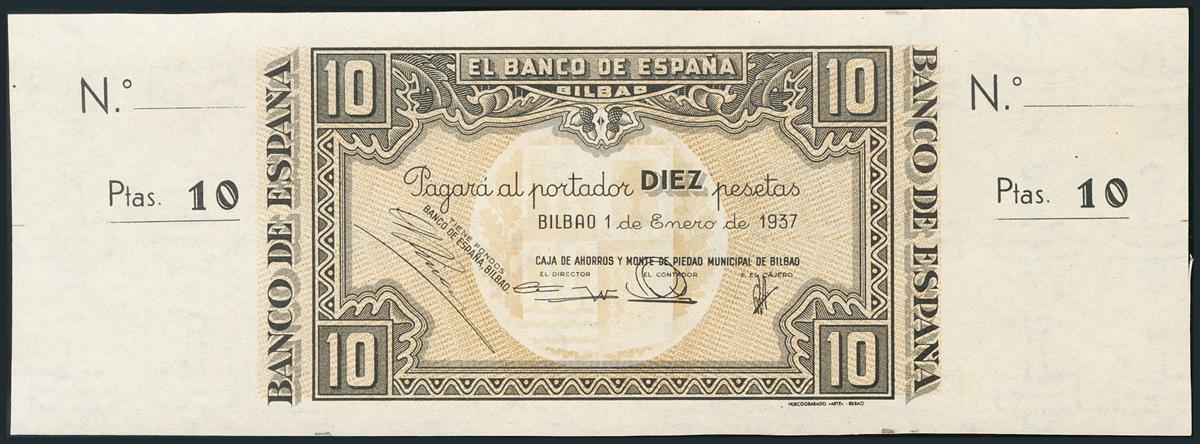 N.º
Ptas. 10
BANCO DE ESPAÑA
10
EL BANCO DE ESPAÑA
BILBAO
10
Pagará al portador DIEZ pesetas
BILBAO 1 de Enero de 1937
TIENE FONDOS
BANCO DE ESPAÑA, BILBAO
CAJA DE AHORROS Y MONTE DE PIEDAD MUNICIPAL DE BILBAO
EL DIRECTOR EL CONTADOR P. EL CAJERO
10
10
HUECOGRABADO «ARTE» - BILBAO
BANCO DE ESPAÑA
N.º
Ptas. 10